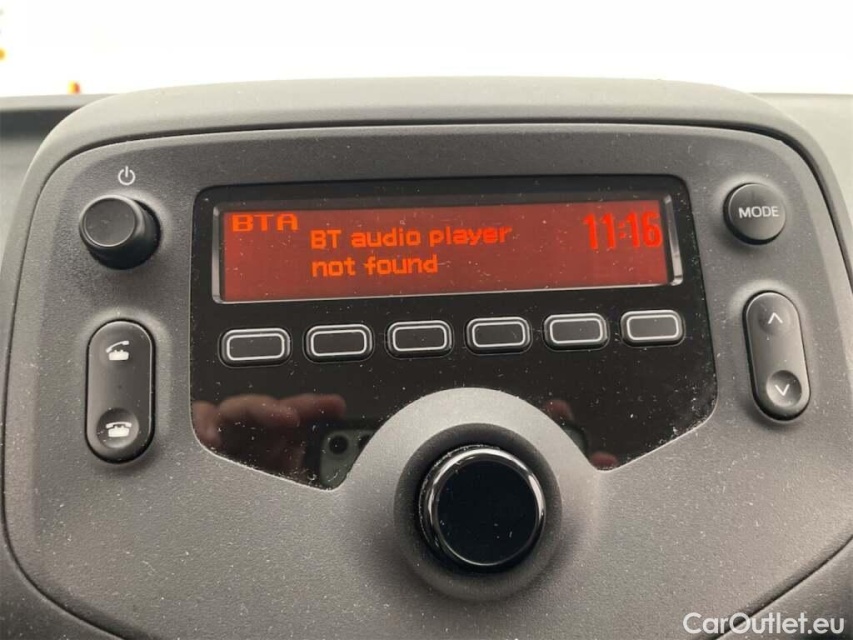 BTA
BT audio player
not found
11:16
MODE
CarOutlet.eu